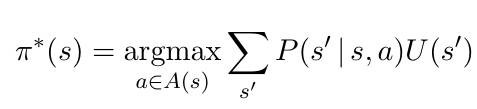 π*(s) = argmax_{a∈A(s)} ∑_{s′} P(s′ | s, a)U(s′)